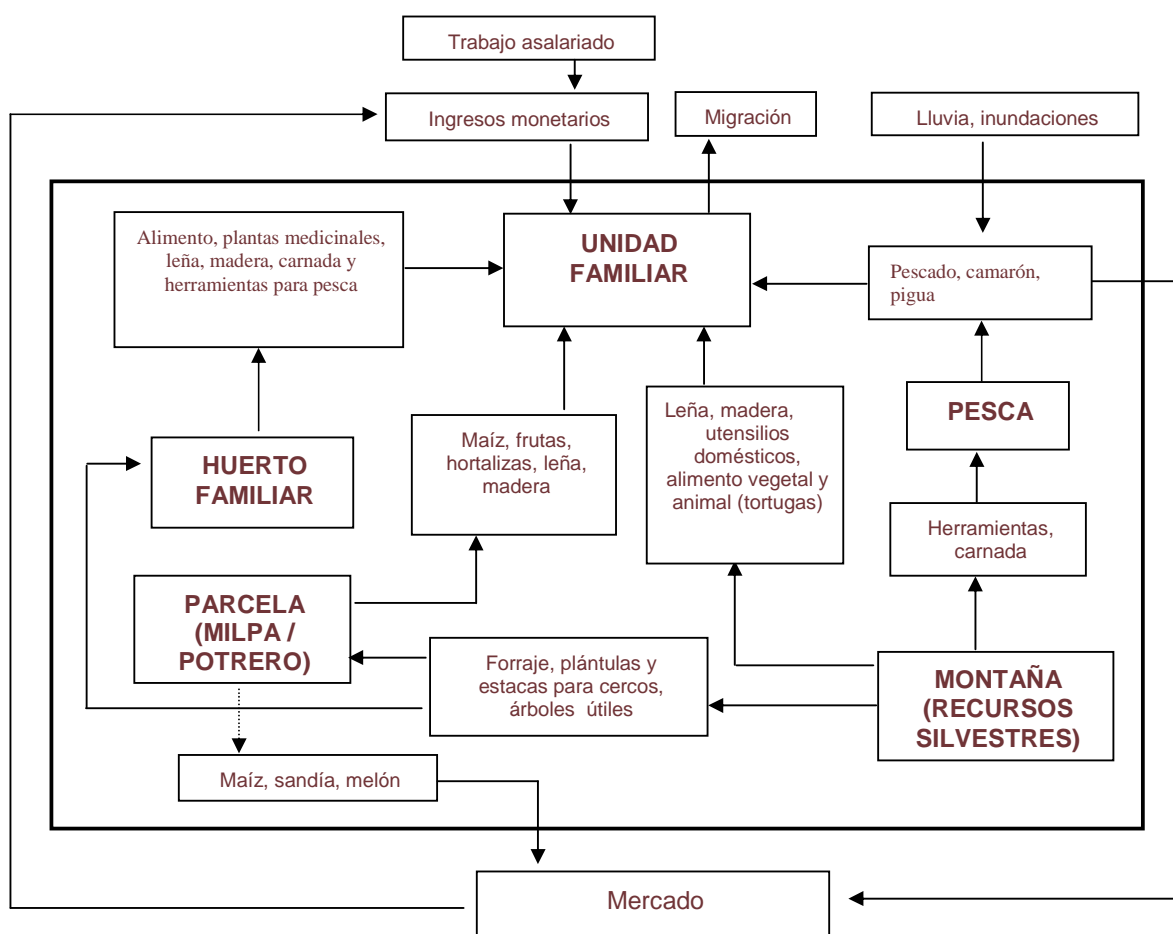 Trabajo asalariado
Ingresos monetarios
Migración
Lluvia, inundaciones
Alimento, plantas medicinales,
leña, madera, carnada y
herramientas para pesca
UNIDAD
FAMILIAR
Pescado, camarón,
pigua
HUERTO
FAMILIAR
Maíz, frutas,
hortalizas, leña,
madera
Leña, madera,
utensilios
domésticos,
alimento vegetal y
animal (tortugas)
PESCA
Herramientas,
carnada
PARCELA
(MILPA /
POTRERO)
Forraje, plántulas y
estacas para cercos,
árboles útiles
MONTAÑA
(RECURSOS
SILVESTRES)
Maíz, sandía, melón
Mercado